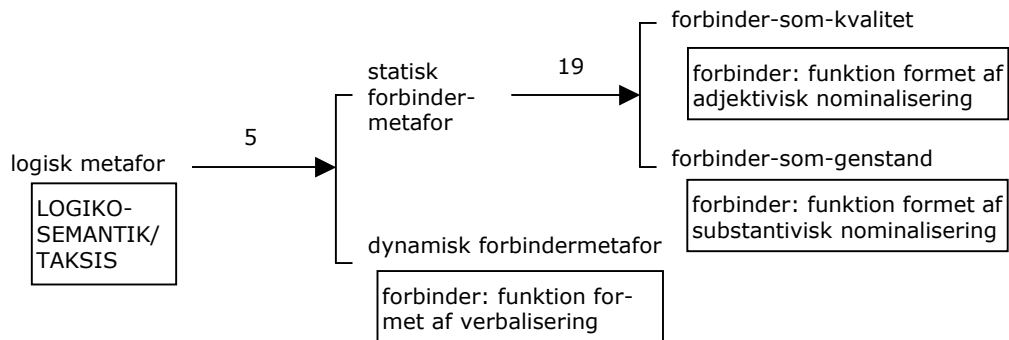 logisk metafor
LOGIKO-
SEMANTIK/
TAKSIS
5
statisk
forbinder-
metafor
19
forbinder-som-kvalitet
forbinder: funktion formet af
adjektivisk nominalisering
forbinder-som-genstand
forbinder: funktion formet af
substantivisk nominalisering
dynamisk forbindermetafor
forbinder: funktion for-
met af verbalisering